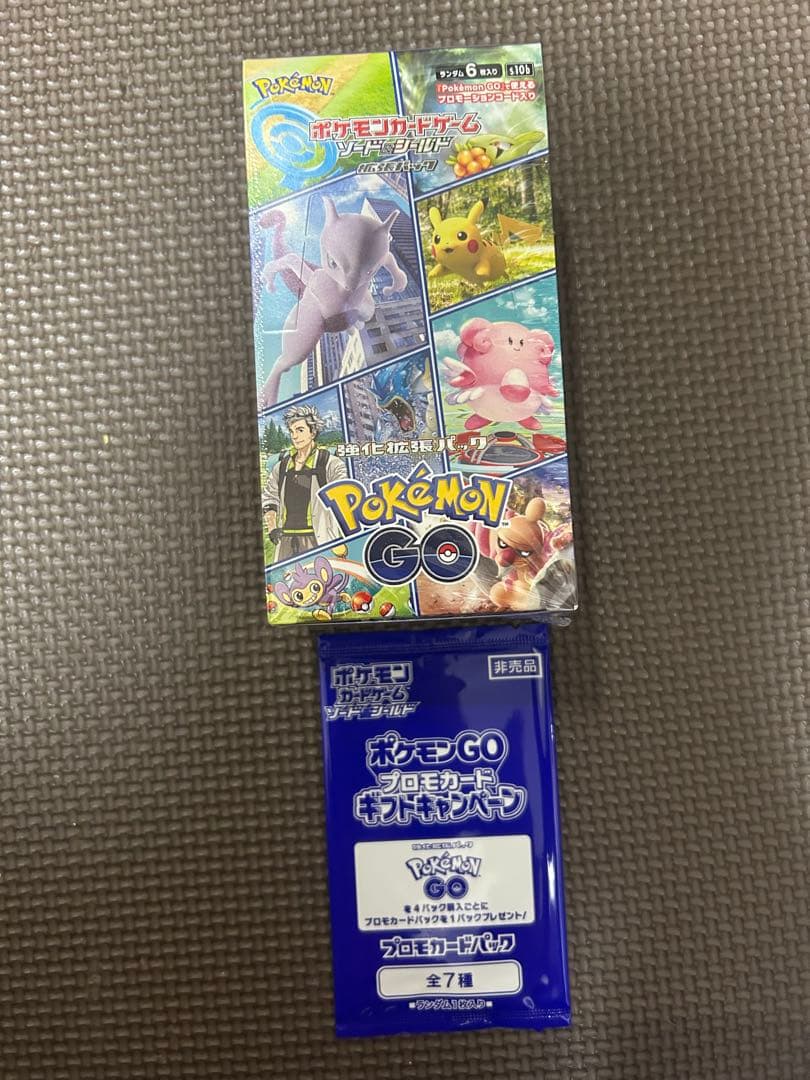 POKÉMON
ランダム6枚入り
s10b
『Pokémon GO』で使える
プロモーションコード入り
ポケモンカードゲーム
ソード&シールド
拡張パック
強化拡張パック
POKÉMON
GO
ポケモン
カードゲーム
ソード&シールド
非売品
ポケモンGO
プロモカード
ギフトキャンペーン
強化拡張パック
POKÉMON
GO
を4パック購入ごとに
プロモカードパックを1パックプレゼント!
プロモカードパック
全7種
ランダム1枚入り